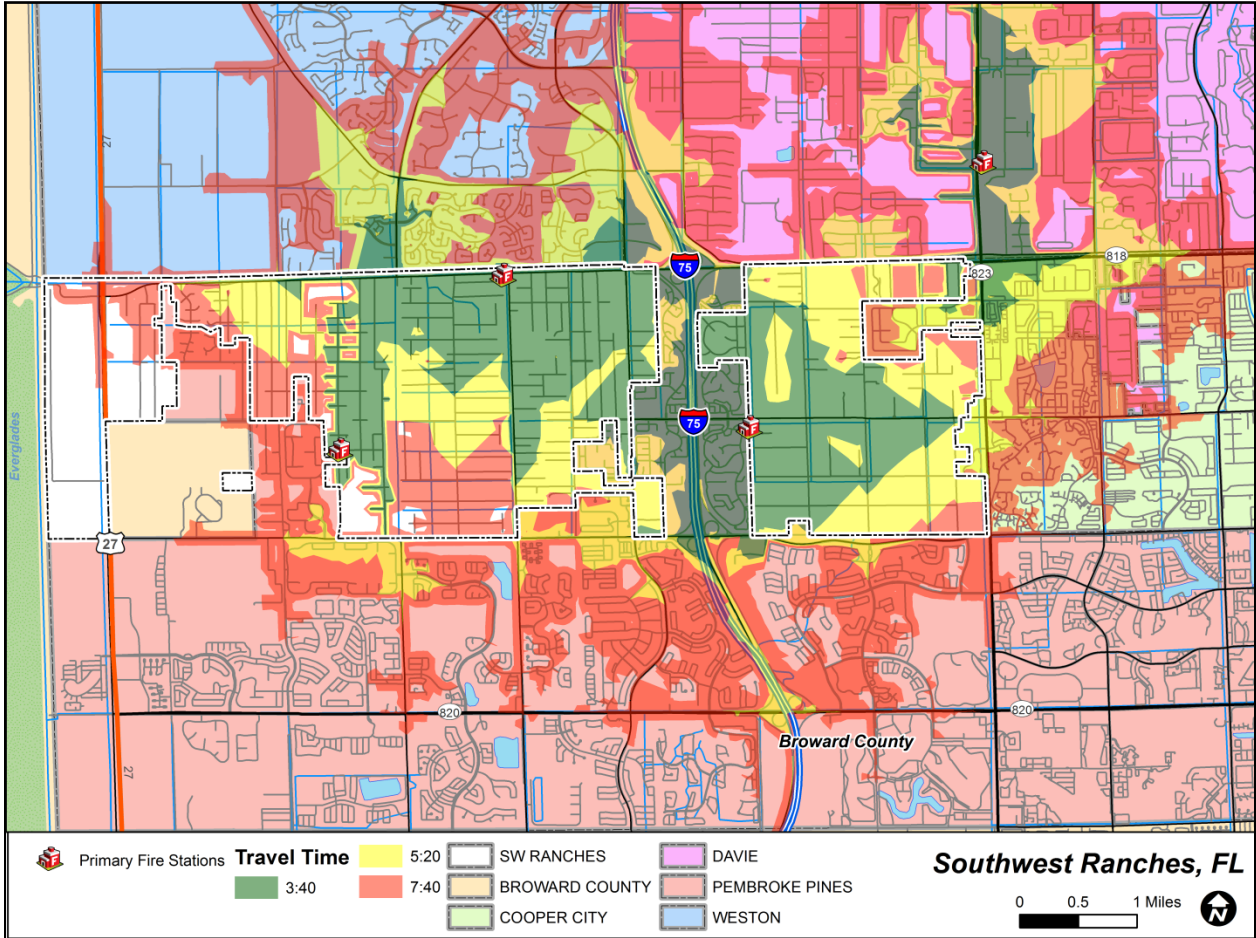 27
75
818
823
75
Everglades
27
820
820
Broward County
27
Primary Fire Stations
Travel Time
3:40
5:20
7:40
SW RANCHES
BROWARD COUNTY
COOPER CITY
DAVIE
PEMBROKE PINES
WESTON
Southwest Ranches, FL
0 0.5 1 Miles
N